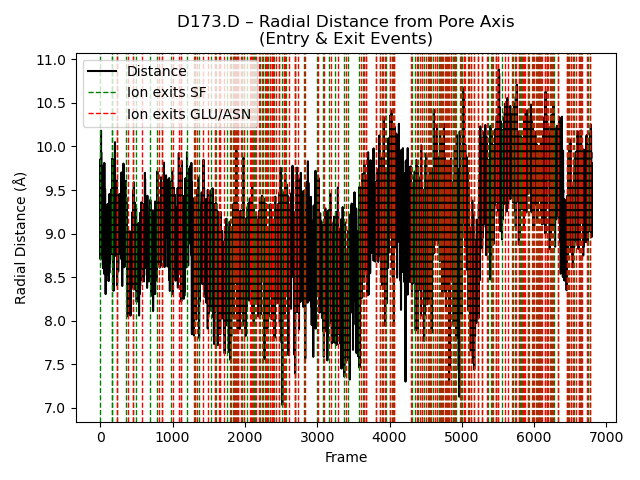 D173.D – Radial Distance from Pore Axis
(Entry & Exit Events)
Distance
Ion exits SF
Ion exits GLU/ASN
Radial Distance (Å)
11.0
10.5
10.0
9.5
9.0
8.5
8.0
7.5
7.0
0 1000 2000 3000 4000 5000 6000 7000
Frame